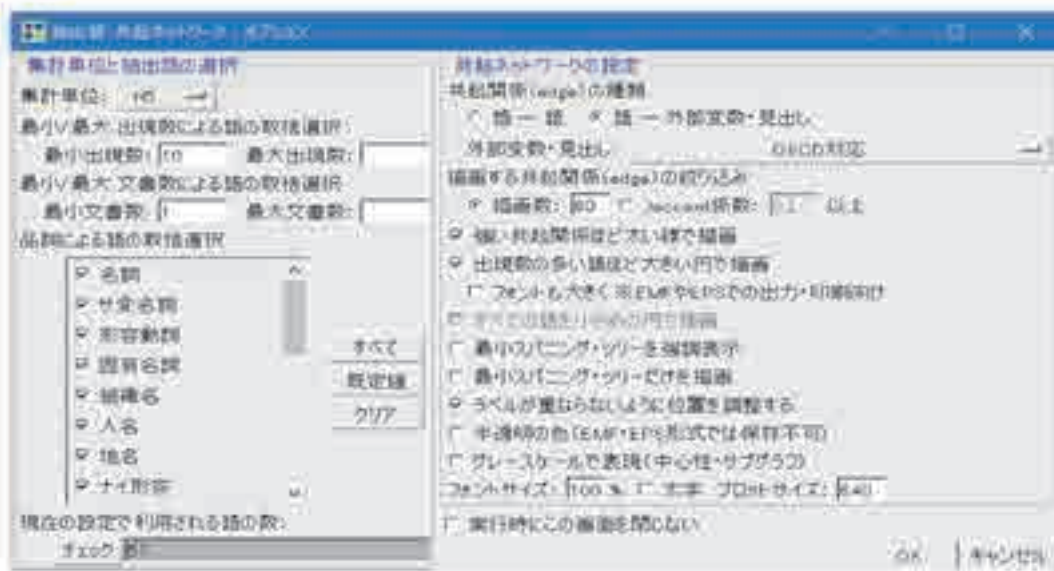 抽出語・共起ネットワーク:オプション
集計単位と抽出語の選択
集計単位: H5
最小/最大 出現数による語の取捨選択:
最小出現数: 10 最大出現数:
最小/最大 文書数による語の取捨選択
最小文書数: 1 最大文書数:
品詞による語の取捨選択
名詞
サ変名詞
形容動詞
固有名詞
組織名
人名
地名
ナイ形容
すべて
既定値
クリア
現在の設定で利用される語の数:
チェック
共起ネットワークの設定
共起関係(edge)の種類
語 ー 語 語 ー 外部変数・見出し
外部変数・見出し OECD対応
描画する共起関係(edge)の絞り込み
描画数: 60 Jaccard係数: 以上
強い共起関係ほど太い線で描画
出現数の多い語ほど大きい円で描画
フォントも大きく ※EMFやEPSでの出力・印刷向け
すべての語を小さめの円で描画
最小スパニング・ツリーを強調表示
最小スパニング・ツリーだけを描画
ラベルが重ならないように位置を調整する
半透明の色(EMF・EPS形式では保存不可)
グレースケールで表現(中心性・サブグラフ)
フォントサイズ: 100 % 太字 プロットサイズ: 640
実行時にこの画面を閉じない
OK キャンセル